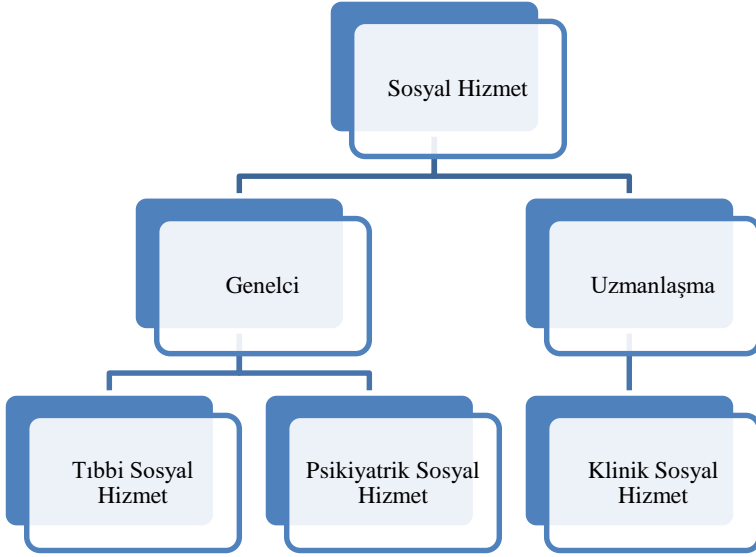 Sosyal Hizmet
Genelci
Uzmanlaşma
Tıbbi Sosyal
Hizmet
Psikiyatrik Sosyal
Hizmet
Klinik Sosyal
Hizmet